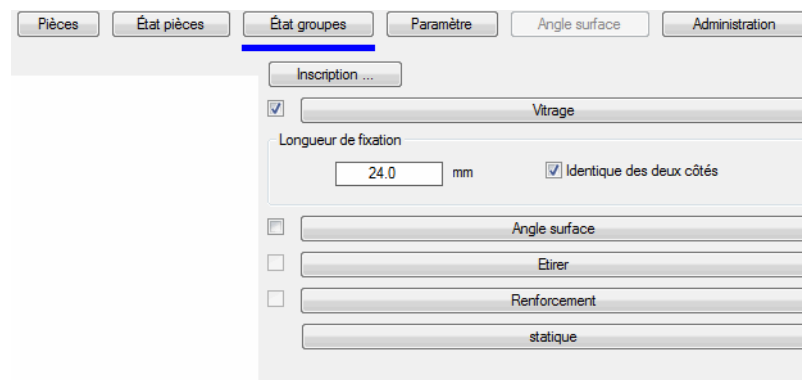 Pièces État pièces État groupes Paramètre Angle surface Administration
Inscription ...
Vitrage
Longueur de fixation
24.0 mm Identique des deux côtés
Angle surface
Etirer
Renforcement
statique